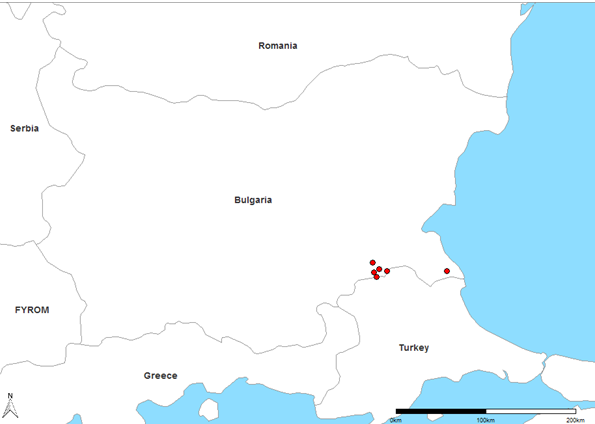 Romania
Serbia
Bulgaria
FYROM
Turkey
Greece
N
0km 100km 200km